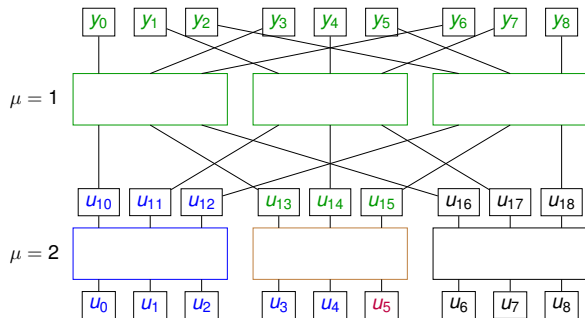 y0 y1 y2 y3 y4 y5 y6 y7 y8
μ = 1
u10 u11 u12 u13 u14 u15 u16 u17 u18
μ = 2
u0 u1 u2 u3 u4 u5 u6 u7 u8